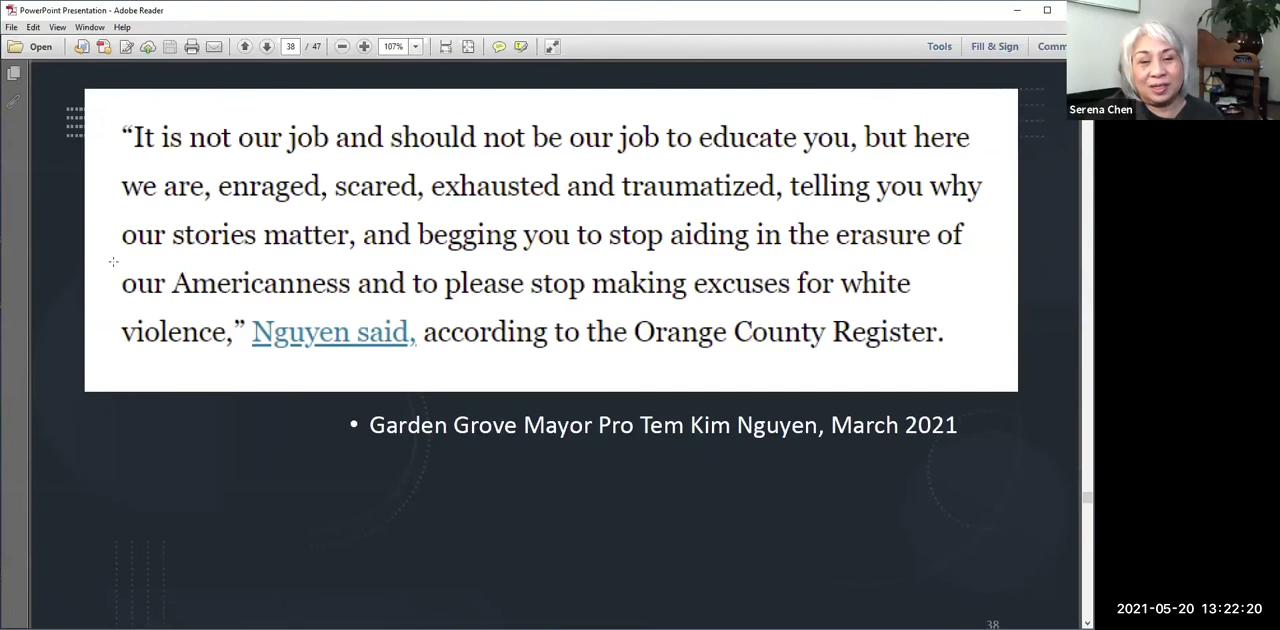 PowerPoint Presentation - Adobe Reader
File Edit View Window Help
Open 38 / 47 107% Tools Fill & Sign Comm
Serena Chen
“It is not our job and should not be our job to educate you, but here
we are, enraged, scared, exhausted and traumatized, telling you why
our stories matter, and begging you to stop aiding in the erasure of
our Americanness and to please stop making excuses for white
violence,” Nguyen said, according to the Orange County Register.
• Garden Grove Mayor Pro Tem Kim Nguyen, March 2021
2021-05-20 13:22:20
38